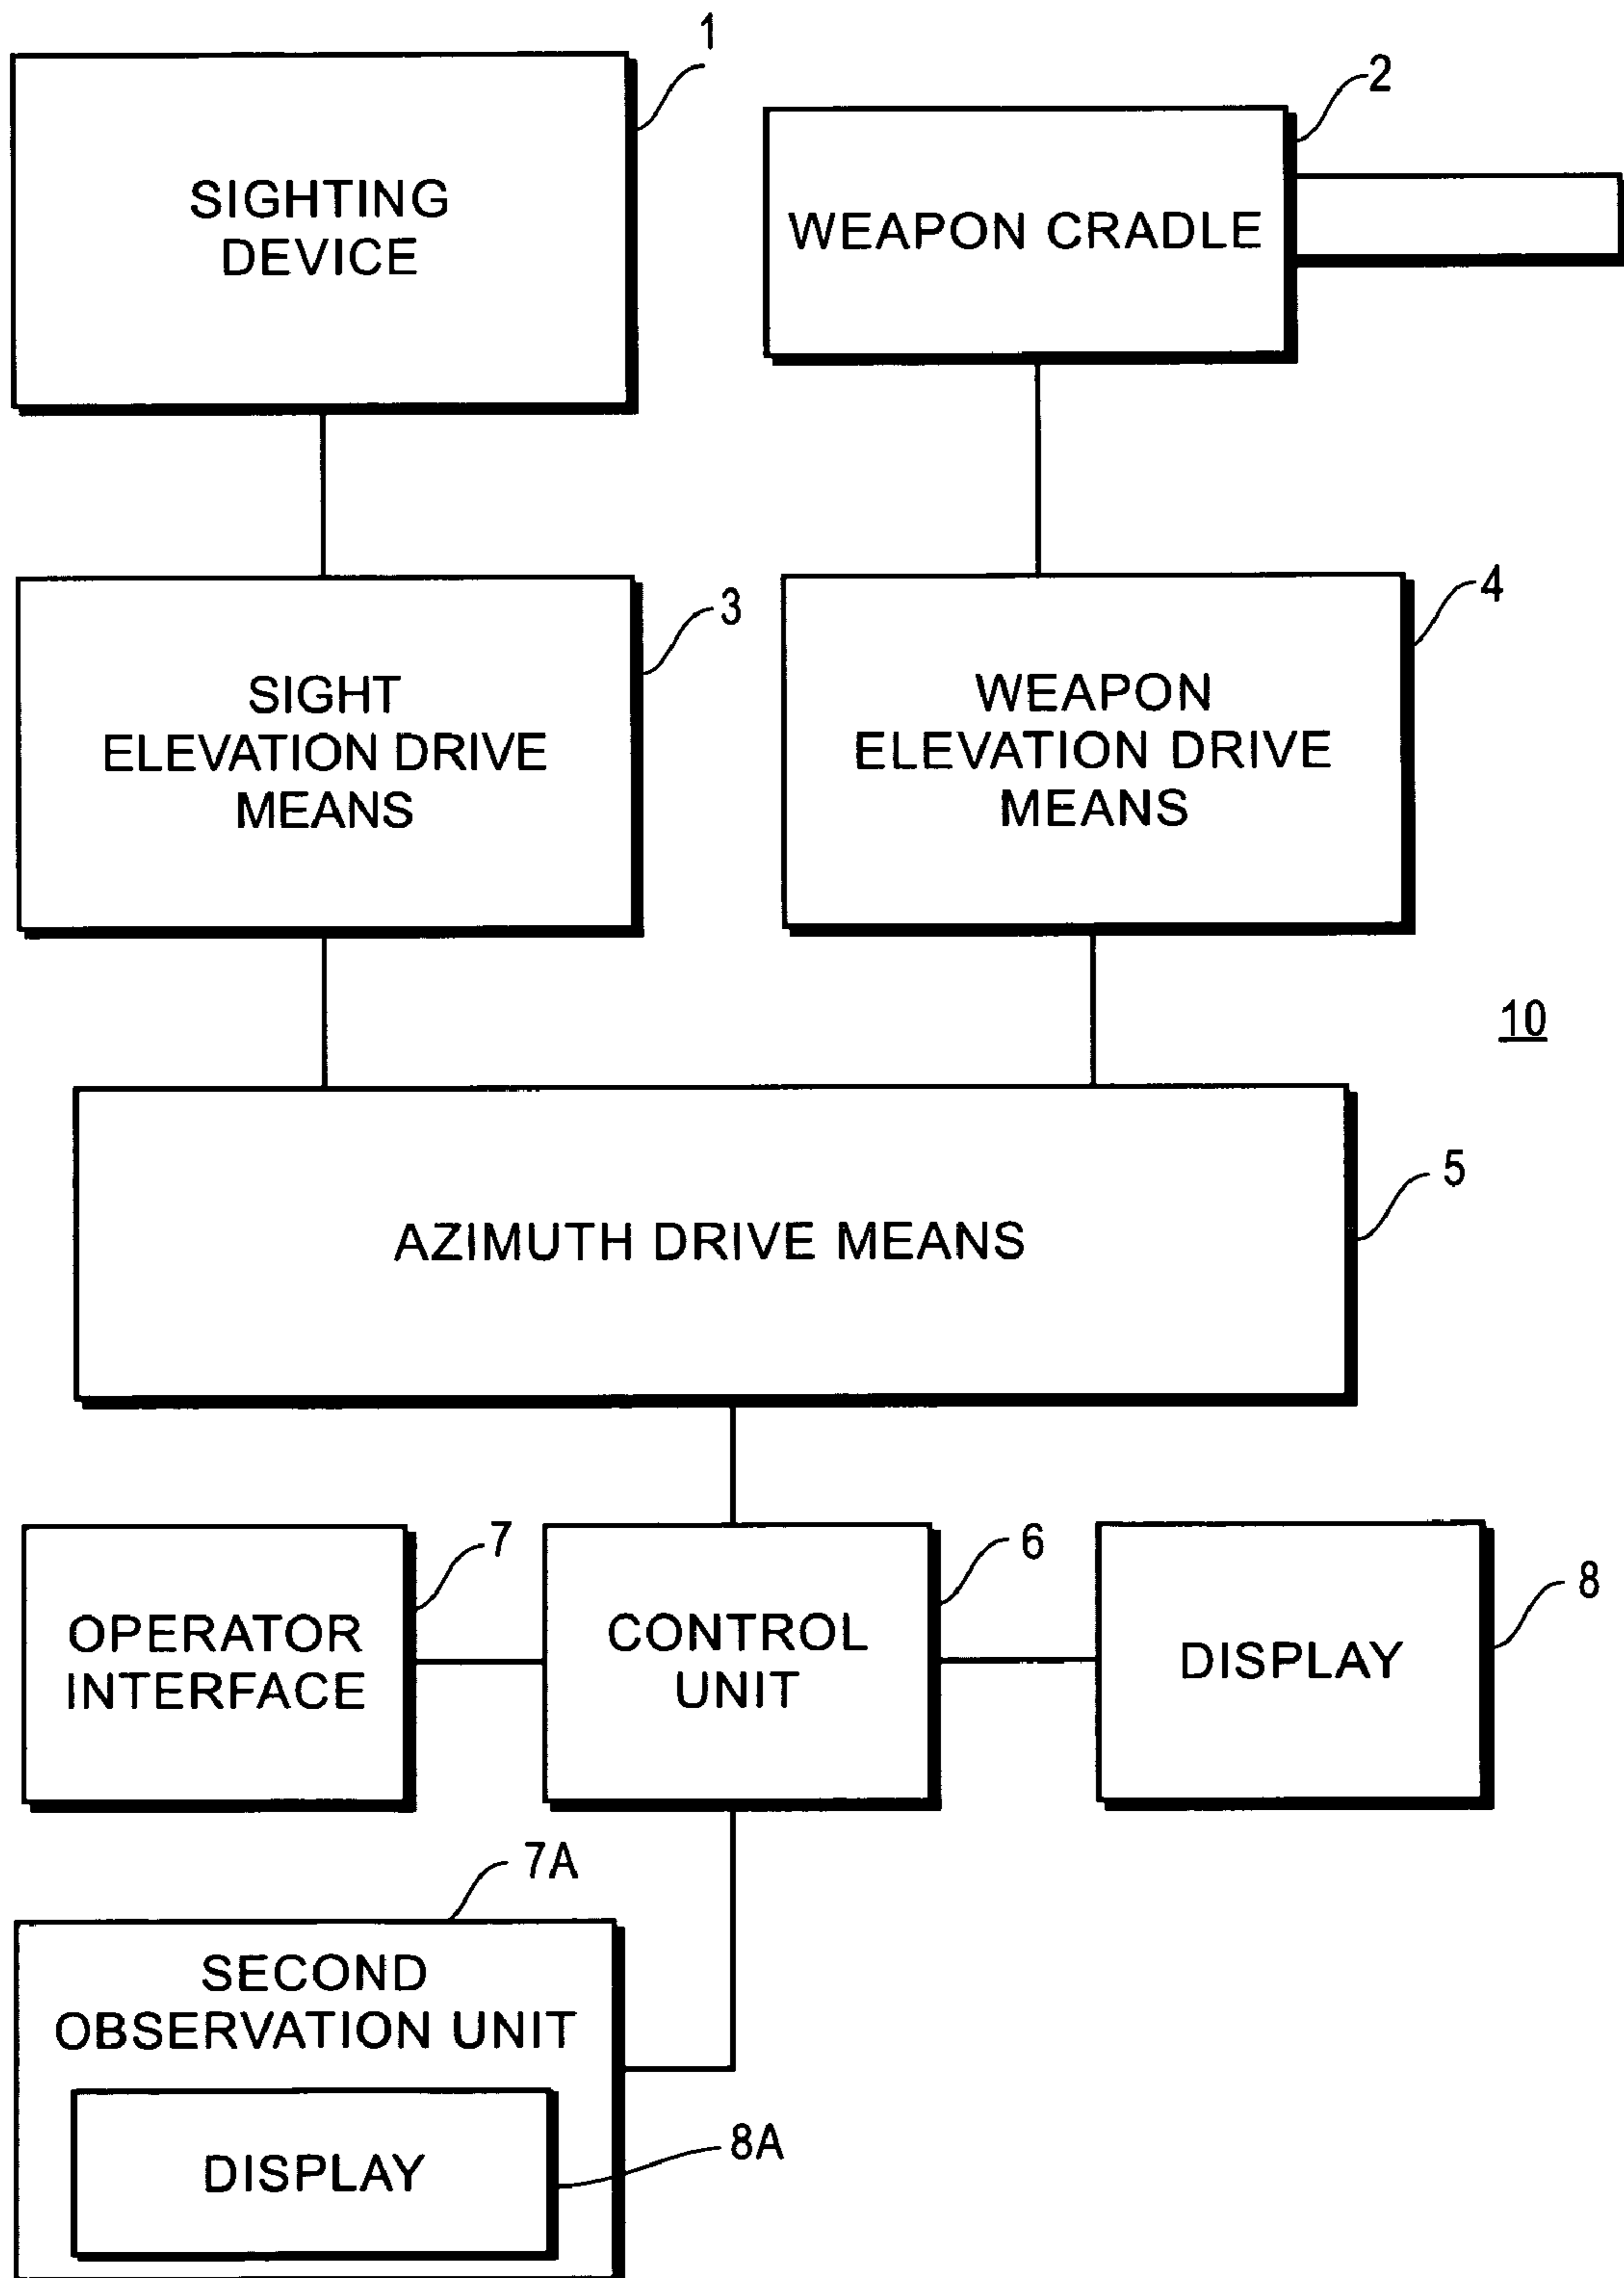 1
2
SIGHTING
DEVICE
WEAPON CRADLE
3
4
SIGHT
ELEVATION DRIVE
MEANS
WEAPON
ELEVATION DRIVE
MEANS
10
5
AZIMUTH DRIVE MEANS
7
6
8
OPERATOR
INTERFACE
CONTROL
UNIT
DISPLAY
7A
SECOND
OBSERVATION UNIT
8A
DISPLAY